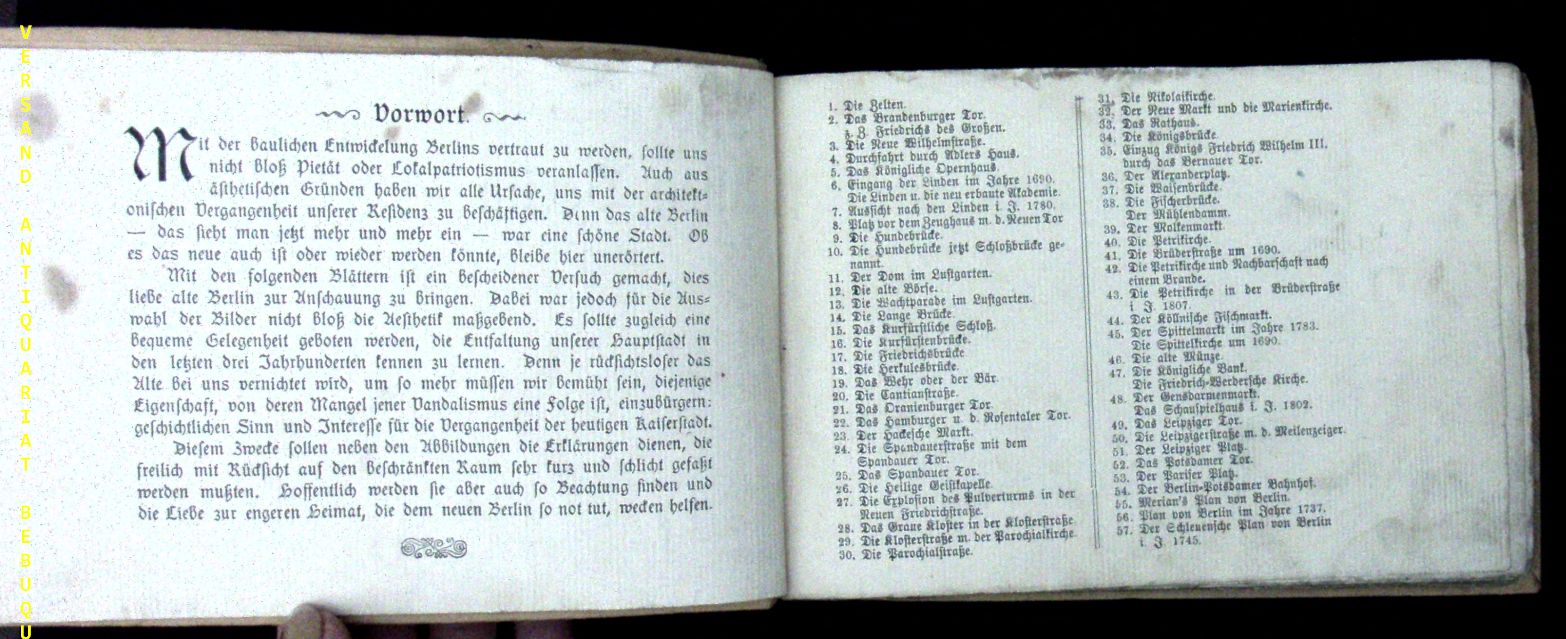 VERSAND ANTIQUARIAT BEBUQU
Vorwort.
Mit der baulichen Entwickelung Berlins vertraut zu werden, sollte uns
nicht bloß Pietät oder Lokalpatriotismus veranlassen. Auch aus
ästhetischen Gründen haben wir alle Ursache, uns mit der architekt-
onischen Vergangenheit unserer Residenz zu beschäftigen. Denn das alte Berlin
— das sieht man jetzt mehr und mehr ein — war eine schöne Stadt. Ob
es das neue auch ist oder wieder werden könnte, bleibe hier unerörtert.
Mit den folgenden Blättern ist ein bescheidener Versuch gemacht, dies
liebe alte Berlin zur Anschauung zu bringen. Dabei war jedoch für die Aus-
wahl der Bilder nicht bloß die Aesthetik maßgebend. Es sollte zugleich eine
bequeme Gelegenheit geboten werden, die Entfaltung unserer Hauptstadt in
den letzten drei Jahrhunderten kennen zu lernen. Denn je rücksichtsloser das
Alte bei uns vernichtet wird, um so mehr müssen wir bemüht sein, diejenige
Eigenschaft, von deren Mangel jener Vandalismus eine Folge ist, einzubürgern:
geschichtlichen Sinn und Interesse für die Vergangenheit der heutigen Kaiserstadt.
Diesem Zwecke sollen neben den Abbildungen die Erklärungen dienen, die
freilich mit Rücksicht auf den beschränkten Raum sehr kurz und schlicht gefaßt
werden mußten. Hoffentlich werden sie aber auch so Beachtung finden und
die Liebe zur engeren Heimat, die dem neuen Berlin so not tut, wecken helfen.
1. Die Zelten.
2. Das Brandenburger Tor.
z. Z. Friedrichs des Großen.
3. Die Neue Wilhelmstraße.
4. Durchfahrt durch Adlers Haus.
5. Das Königliche Opernhaus.
6. Eingang der Linden im Jahre 1690.
Die Linden u. die neu erbaute Akademie.
7. Aussicht nach den Linden i. J. 1780.
8. Platz vor dem Zeughaus m. d. Neuen Tor
9. Die Hundebrücke.
10. Die Hundebrücke jetzt Schloßbrücke ge-
nannt.
11. Der Dom im Lustgarten.
12. Die alte Börse.
13. Die Wachtparade im Lustgarten.
14. Die Lange Brücke.
15. Das Kurfürstliche Schloß.
16. Die Kurfürstenbrücke.
17. Die Friedrichsbrücke
18. Die Herkulesbrücke.
19. Das Wehr oder der Bär.
20. Die Cantianstraße.
21. Das Oranienburger Tor.
22. Das Hamburger u. d. Rosentaler Tor.
23. Der Hackesche Markt.
24. Die Spandauerstraße mit dem
Spandauer Tor.
25. Das Spandauer Tor.
26. Die Heilige Geistkapelle.
27. Die Explosion des Pulverturms in der
Neuen Friedrichstraße.
28. Das Graue Kloster in der Klosterstraße.
29. Die Klosterstraße m. der Parochialkirche.
30. Die Parochialstraße.
31. Die Nikolaikirche.
32. Der Neue Markt und die Marienkirche.
33. Das Rathaus.
34. Die Königsbrücke.
35. Einzug Königs Friedrich Wilhelm III.
durch das Bernauer Tor.
36. Der Alexanderplatz.
37. Die Waisenbrücke.
38. Die Fischerbrücke.
Der Mühlendamm.
39. Der Molkenmarkt.
40. Die Petrikirche.
41. Die Brüderstraße um 1690.
42. Die Petrikirche und Nachbarschaft nach
einem Brande.
43. Die Petrikirche in der Brüderstraße
i. J. 1807.
44. Der Köllnische Fischmarkt.
45. Der Spittelmarkt im Jahre 1783.
Die Spittelkirche um 1690.
46. Die alte Münze.
47. Die Königliche Bank.
Die Friedrich-Werdersche Kirche.
48. Der Gensdarmenmarkt.
Das Schauspielhaus i. J. 1802.
49. Das Leipziger Tor.
50. Die Leipzigerstraße m. d. Meilenzeiger.
51. Der Leipziger Platz.
52. Das Potsdamer Tor.
53. Der Pariser Platz.
54. Der Berlin-Potsdamer Bahnhof.
55. Merian's Plan von Berlin.
56. Plan von Berlin im Jahre 1737.
57. Der Schleuensche Plan von Berlin
i. J. 1745.